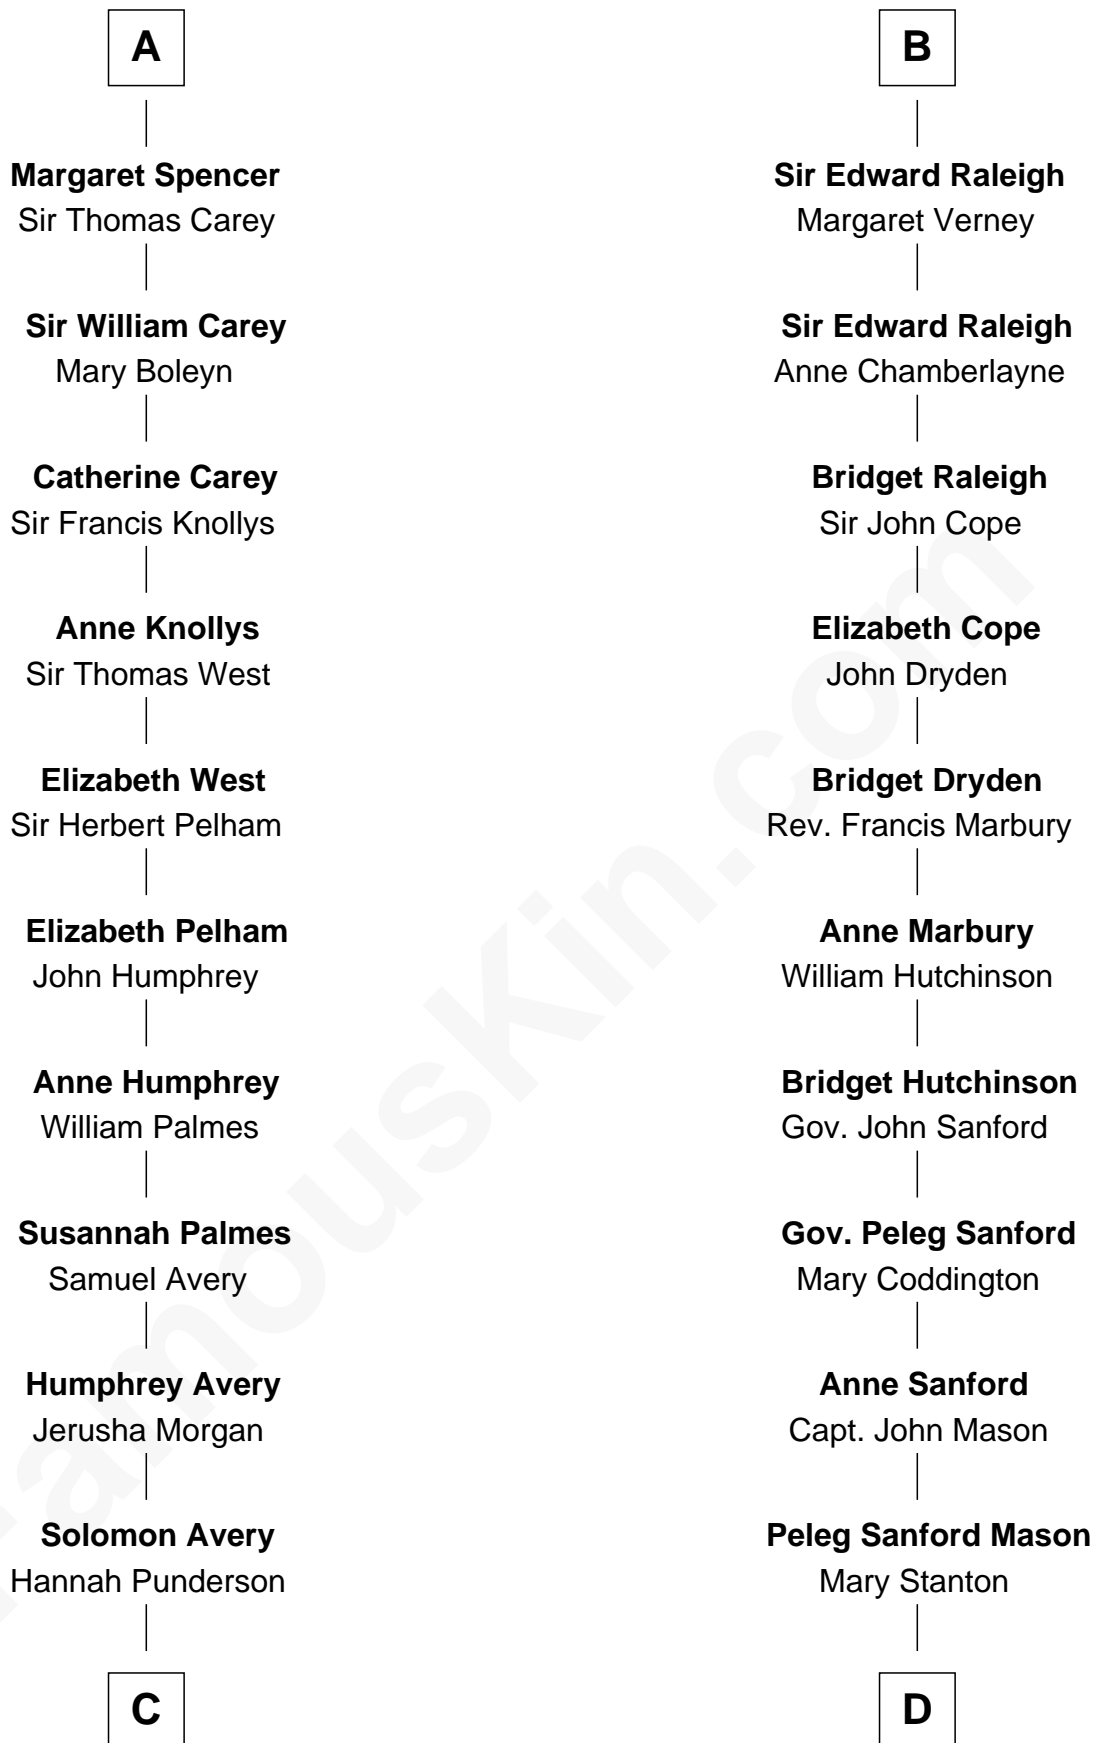 A
Margaret Spencer
Sir Thomas Carey
Sir William Carey
Mary Boleyn
Catherine Carey
Sir Francis Knollys
Anne Knollys
Sir Thomas West
Elizabeth West
Sir Herbert Pelham
Elizabeth Pelham
John Humphrey
Anne Humphrey
William Palmes
Susannah Palmes
Samuel Avery
Humphrey Avery
Jerusha Morgan
Solomon Avery
Hannah Punderson
C
B
Sir Edward Raleigh
Margaret Verney
Sir Edward Raleigh
Anne Chamberlayne
Bridget Raleigh
Sir John Cope
Elizabeth Cope
John Dryden
Bridget Dryden
Rev. Francis Marbury
Anne Marbury
William Hutchinson
Bridget Hutchinson
Gov. John Sanford
Gov. Peleg Sanford
Mary Coddington
Anne Sanford
Capt. John Mason
Peleg Sanford Mason
Mary Stanton
D
FamousKin.com